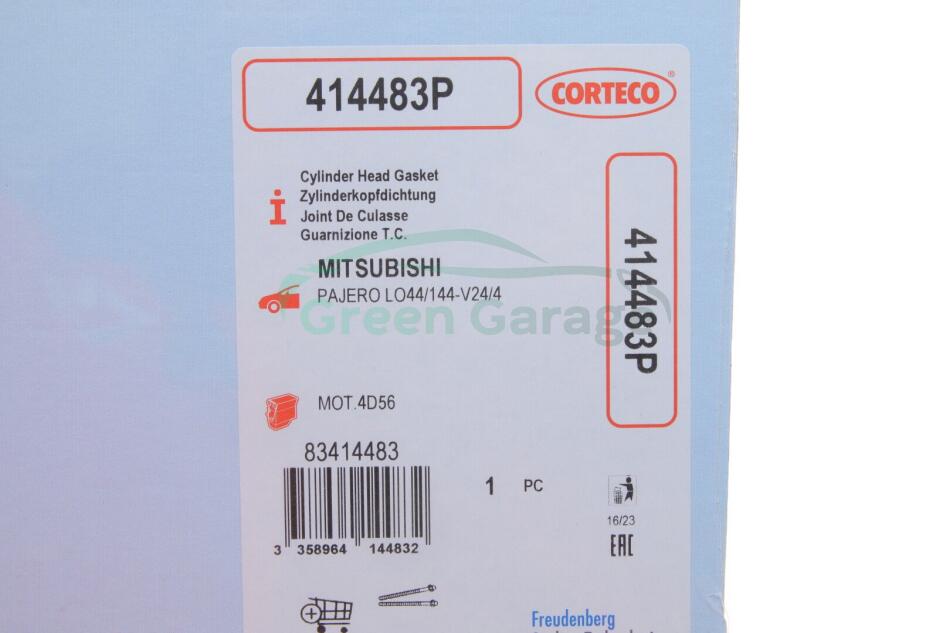 414483P
CORTECO®
Cylinder Head Gasket
Zylinderkopfdichtung
Joint De Culasse
Guarnizione T.C.
414483P
MITSUBISHI
PAJERO LO44/144-V24/4
Green Garag
MOT.4D56
83414483
1 PC
16/23
EAC
3 358964 144832
Freudenberg